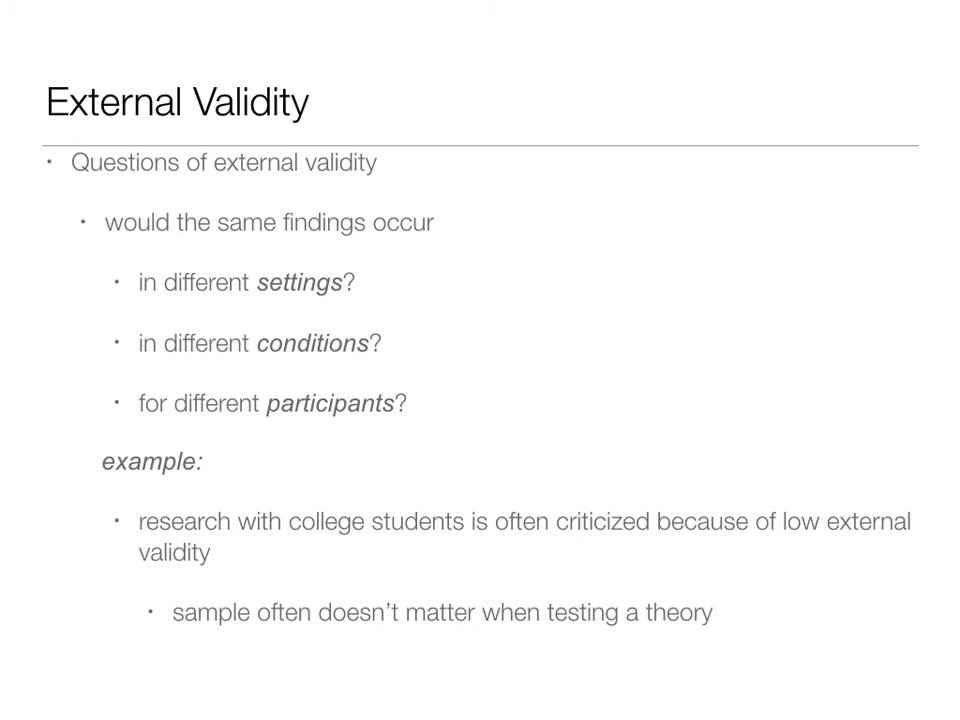 External Validity
• Questions of external validity
• would the same findings occur
• in different settings?
• in different conditions?
• for different participants?
example:
• research with college students is often criticized because of low external
validity
• sample often doesn’t matter when testing a theory